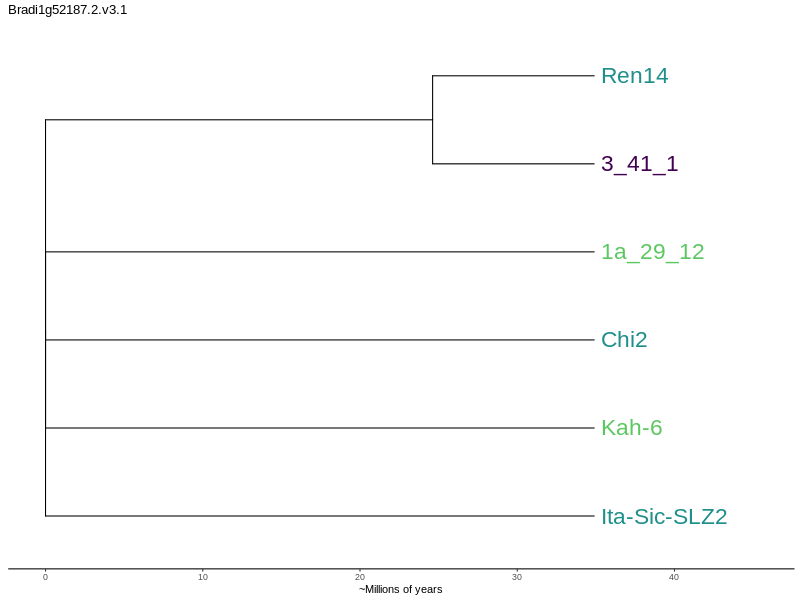 Bradi1g52187.2.v3.1
Ren14
3_41_1
1a_29_12
Chi2
Kah-6
Ita-Sic-SLZ2
0 10 20 30 40
~Millions of years